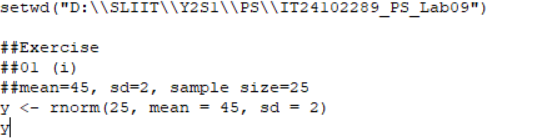 setwd("D:\\SLIIT\\Y2S1\\PS\\IT24102289_PS_Lab09")
##Exercise
##01 (i)
##mean=45, sd=2, sample size=25
y <- rnorm(25, mean = 45, sd = 2)
y